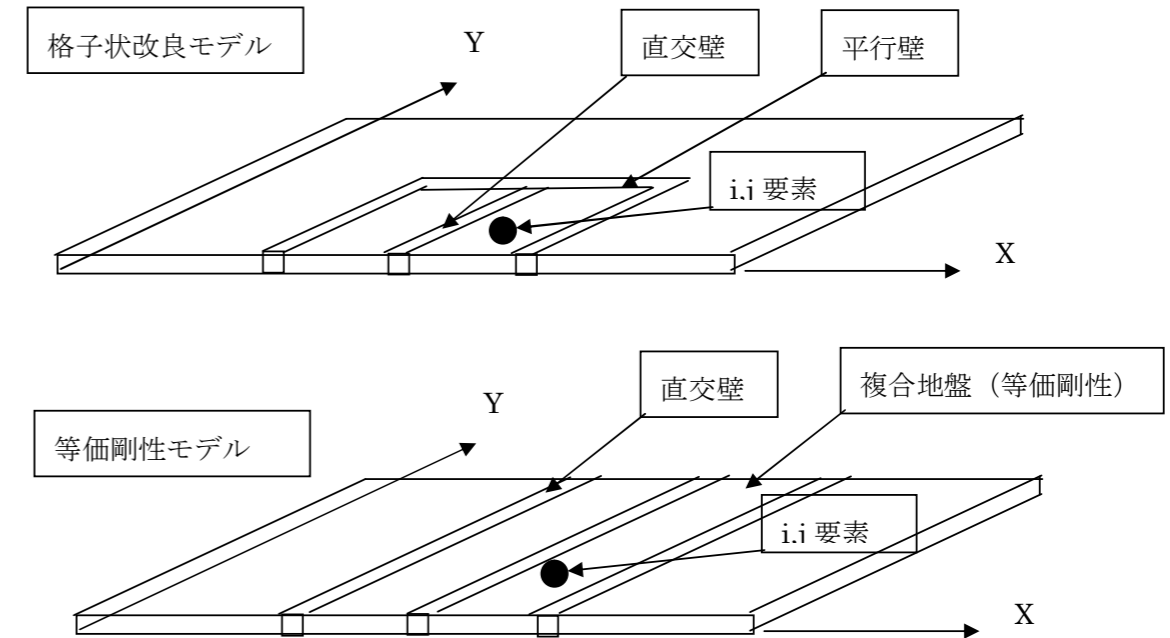 格子状改良モデル
Y
直交壁
平行壁
i,j 要素
X
直交壁
複合地盤（等価剛性）
Y
等価剛性モデル
i,j 要素
X